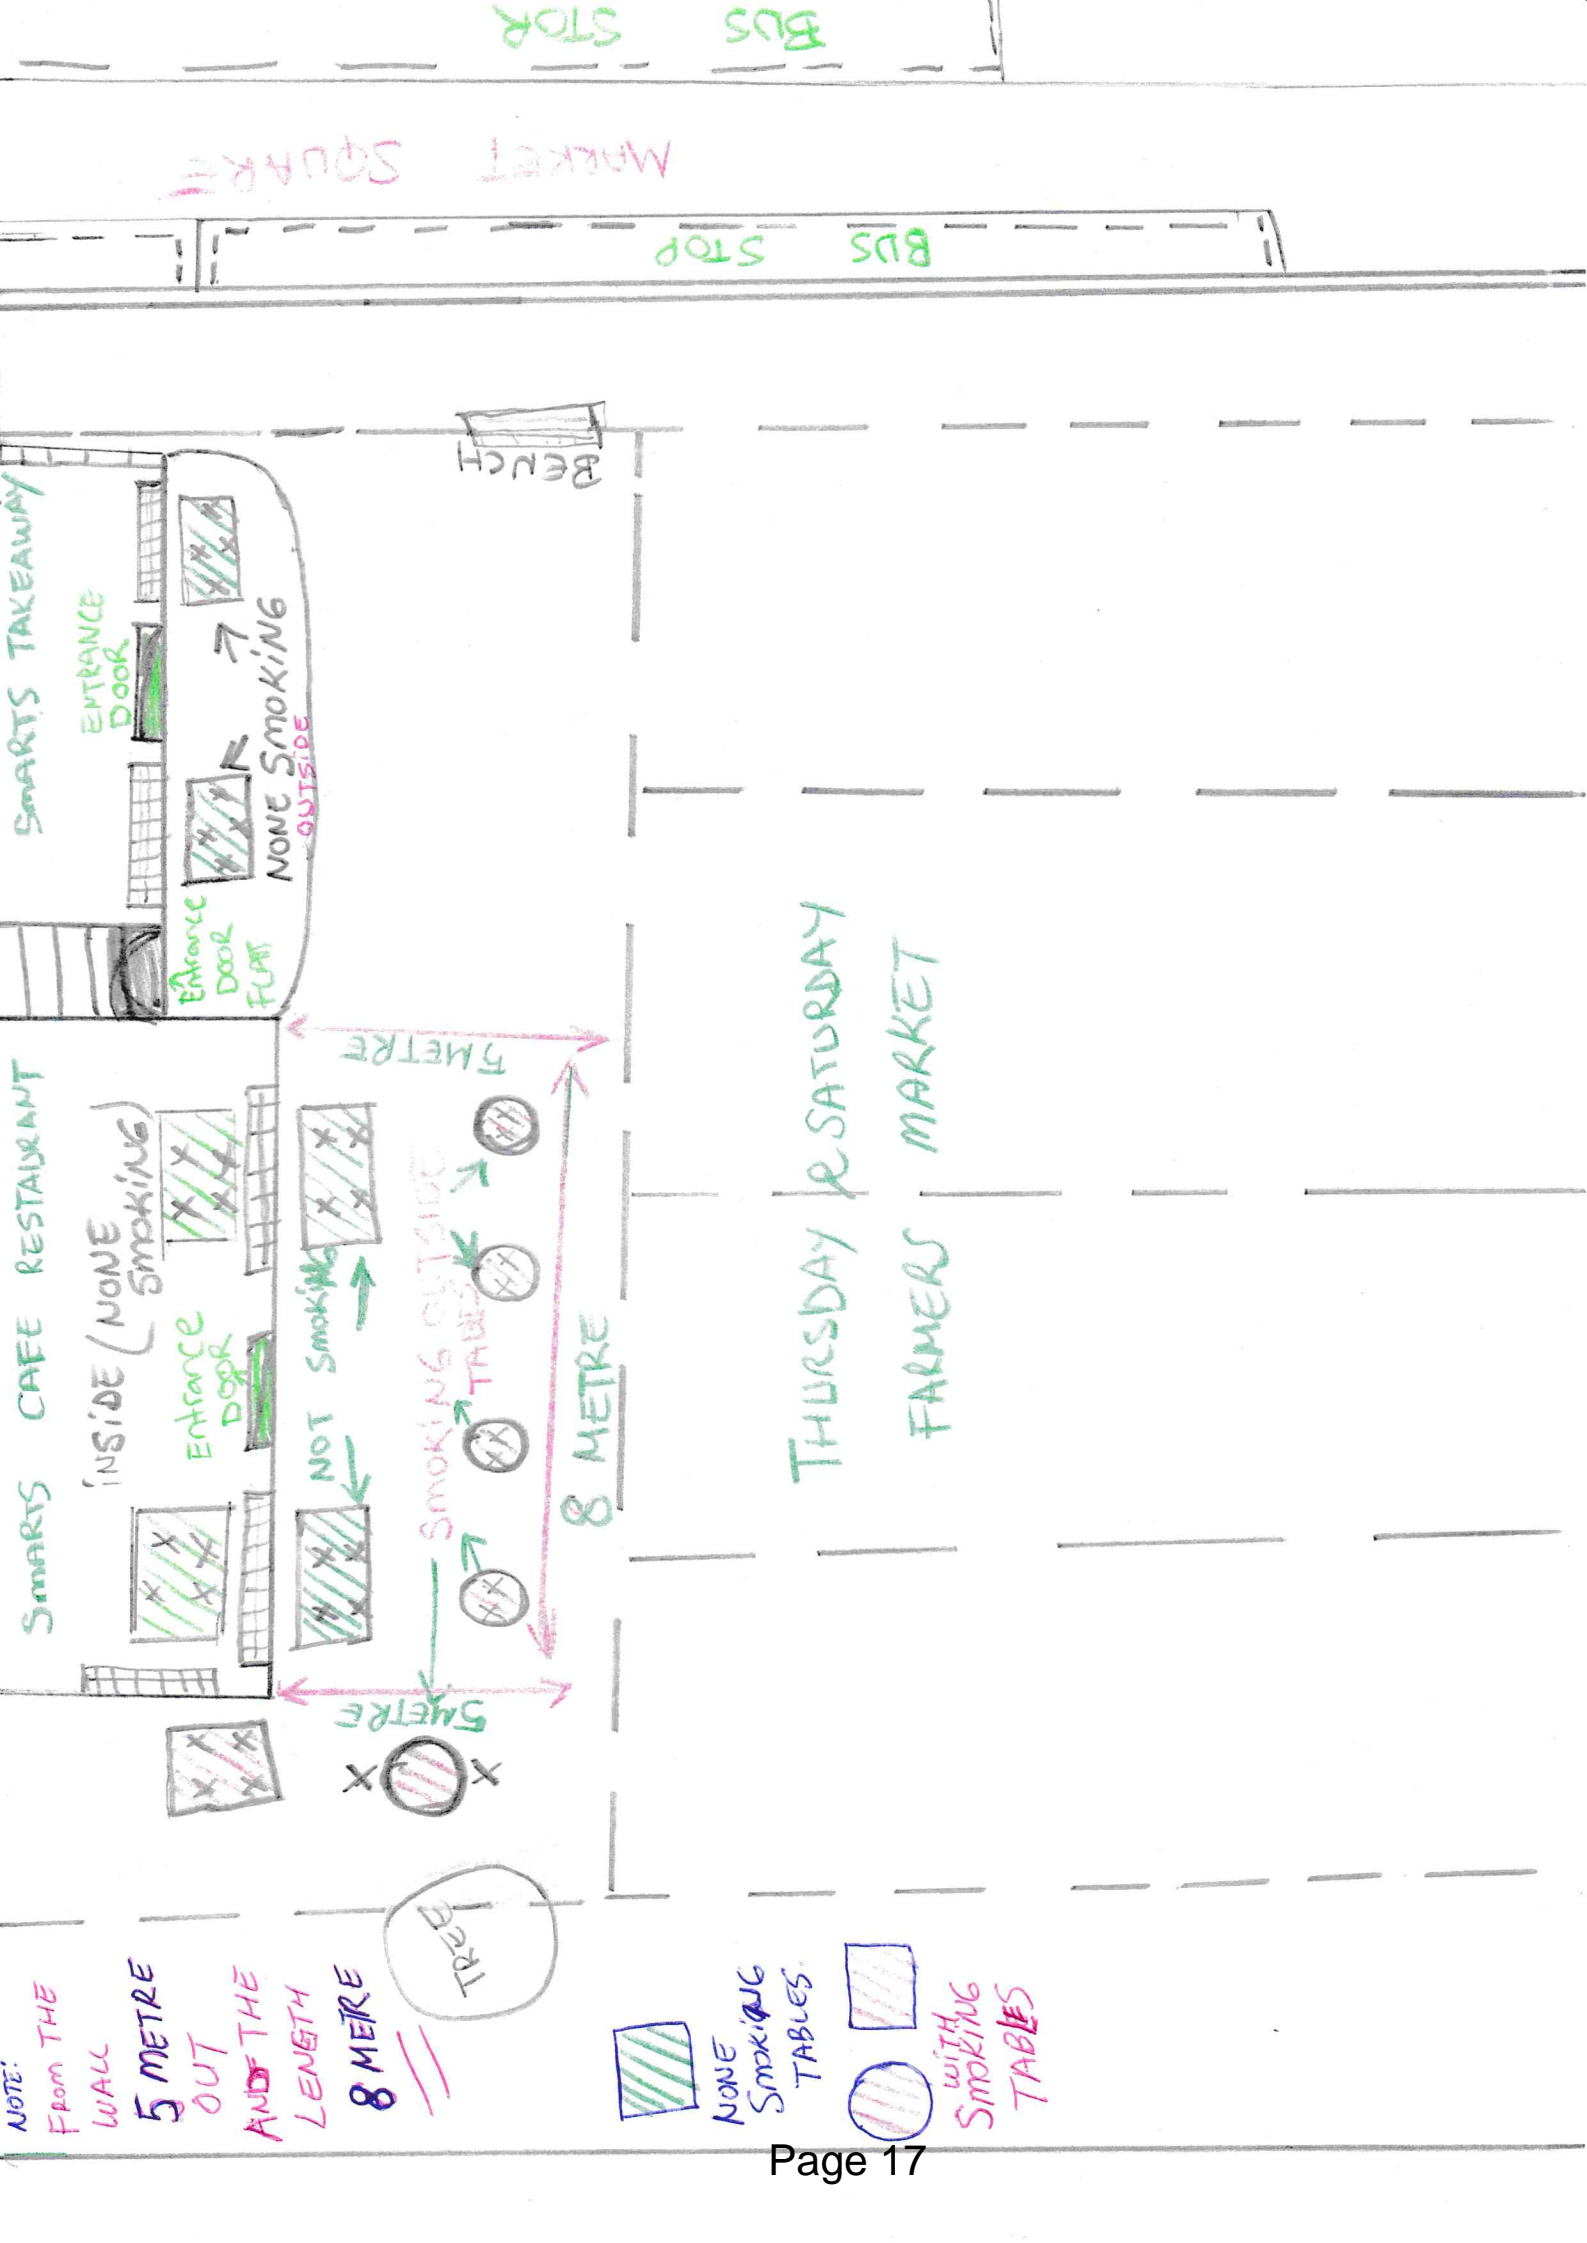 BUS STOP
MARKET SQUARE
BUS STOP
BENCH
SMARTS TAKEAWAY
ENTRANCE
DOOR
NONE SMOKING
OUTSIDE
Entrance
DOOR
FLAT
SMARTS CAFE RESTAURANT
INSIDE (NONE
SMOKING)
Entrance
DOOR
NOT SMOKING
SMOKING OUTSIDE
TABLES
5 METRE
8 METRE
5 METRE
THURSDAY & SATURDAY
FARMERS MARKET
TREE
NOTE:
FROM THE
WALL
5 METRE
OUT
AND THE
LENGTH
8 METRE
NONE
SMOKING
TABLES.
WITH
SMOKING
TABLES
Page 17